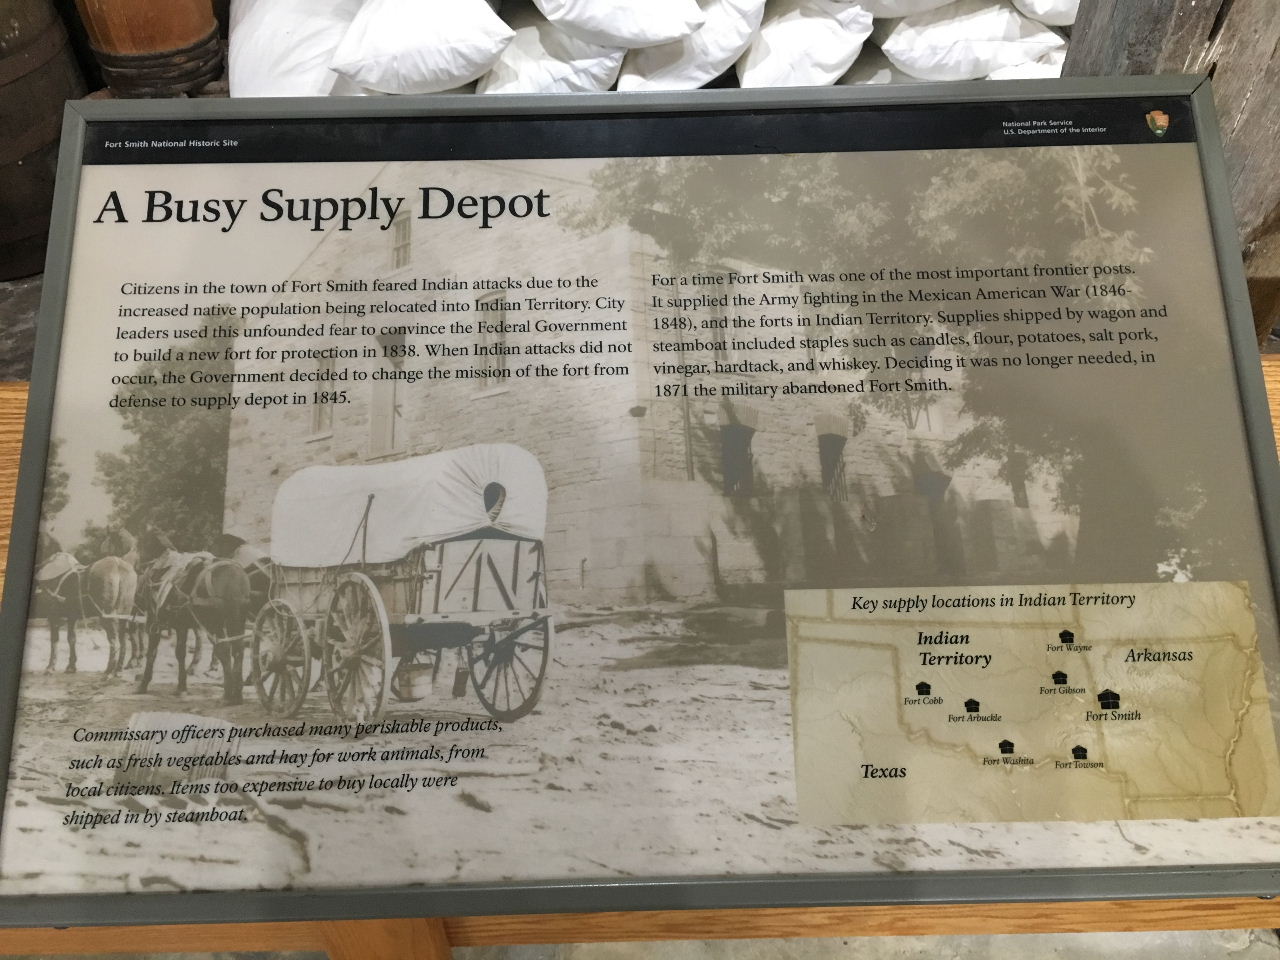 Fort Smith National Historic Site
National Park Service
U.S. Department of the Interior
A Busy Supply Depot
Citizens in the town of Fort Smith feared Indian attacks due to the
increased native population being relocated into Indian Territory. City
leaders used this unfounded fear to convince the Federal Government
to build a new fort for protection in 1838. When Indian attacks did not
occur, the Government decided to change the mission of the fort from
defense to supply depot in 1845.
For a time Fort Smith was one of the most important frontier posts.
It supplied the Army fighting in the Mexican American War (1846-
1848), and the forts in Indian Territory. Supplies shipped by wagon and
steamboat included staples such as candles, flour, potatoes, salt pork,
vinegar, hardtack, and whiskey. Deciding it was no longer needed, in
1871 the military abandoned Fort Smith.
Commissary officers purchased many perishable products,
such as fresh vegetables and hay for work animals, from
local citizens. Items too expensive to buy locally were
shipped in by steamboat.
Key supply locations in Indian Territory
Indian
Territory
Fort Wayne
Arkansas
Fort Gibson
Fort Cobb
Fort Arbuckle
Fort Smith
Fort Washita
Fort Towson
Texas